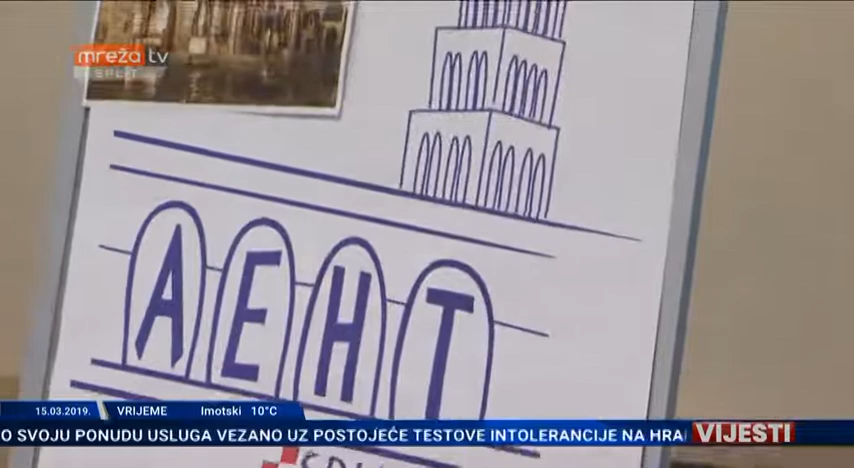 mreža tv
SPLIT
AEHT
15.03.2019. VRIJEME Imotski 10°C
O SVOJU PONUDU USLUGA VEZANO UZ POSTOJEĆE TESTOVE INTOLERANCIJE NA HRA
VIJESTI